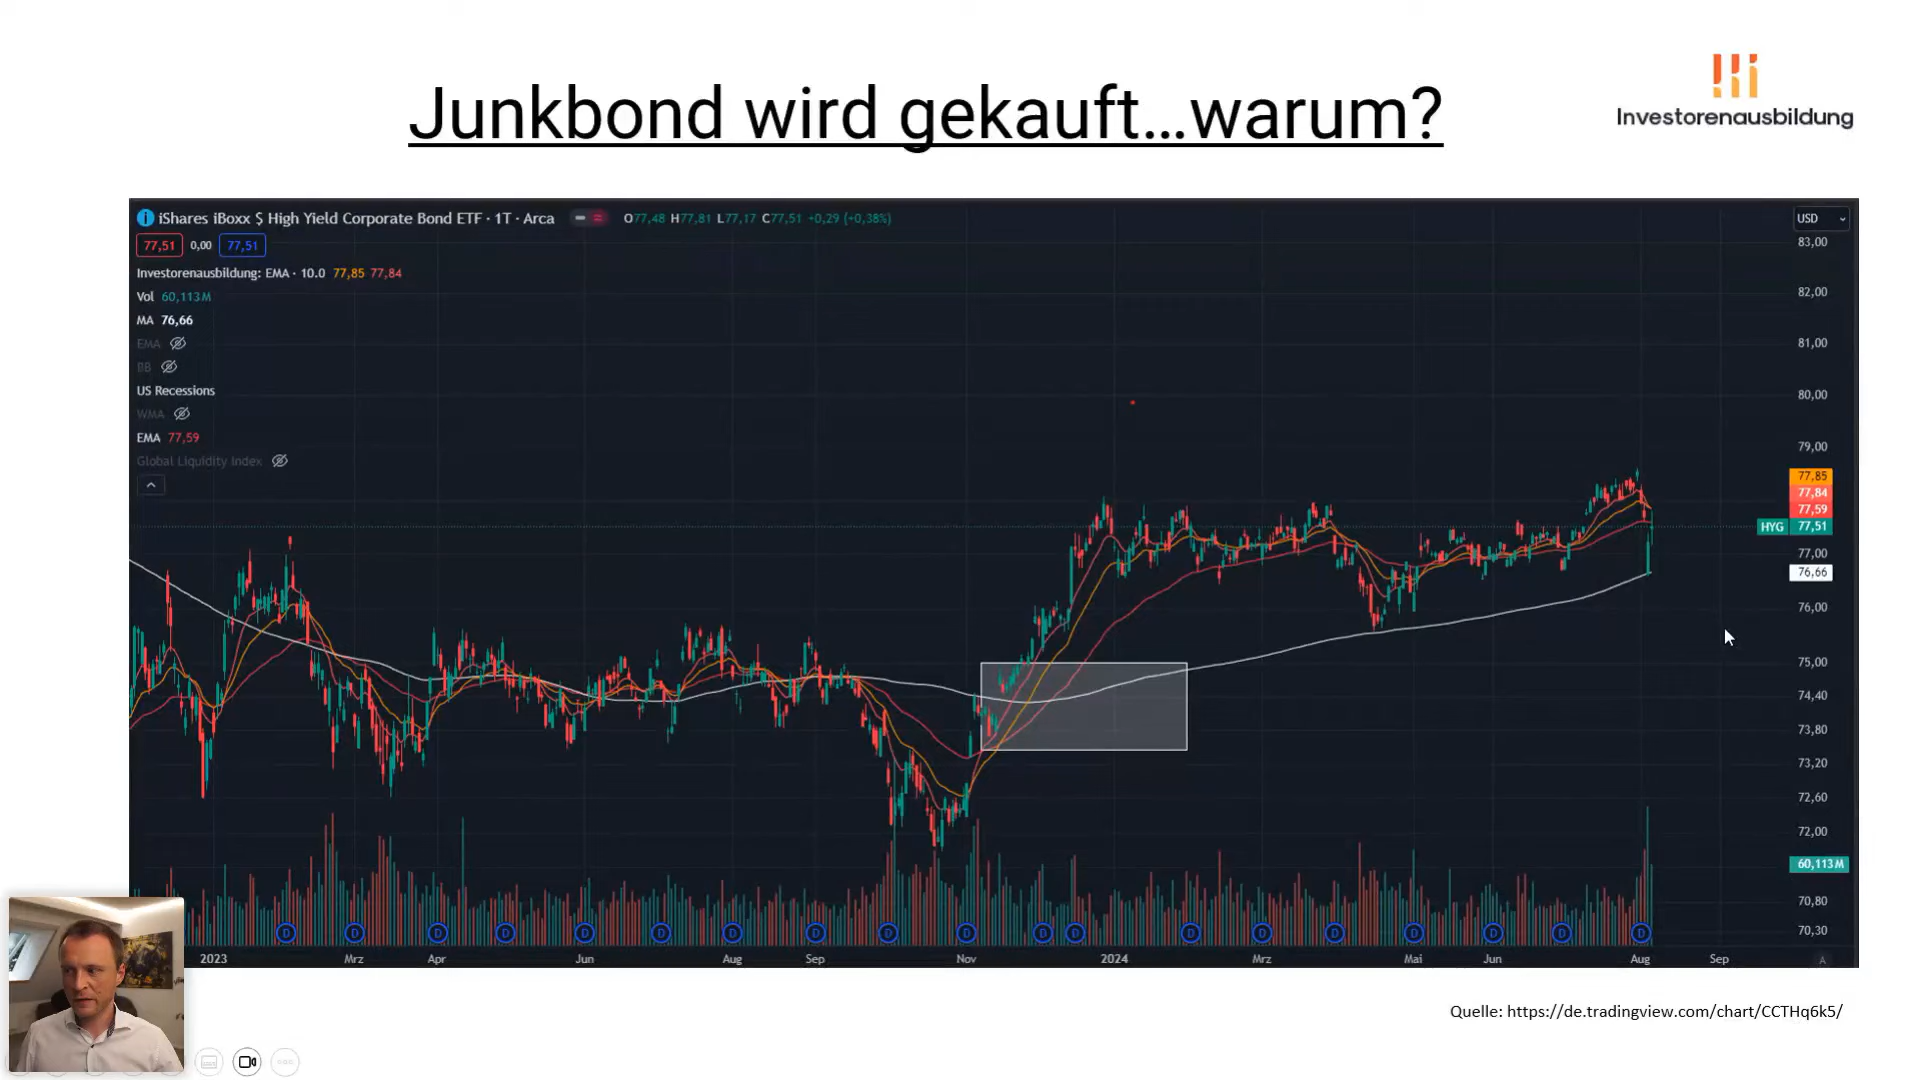 Junkbond wird gekauft...warum?
Investorenausbildung
iShares iBoxx $ High Yield Corporate Bond ETF · 1T · Arca O77,48 H77,81 L77,17 C77,51 +0,29 (+0,38%)
USD
77,51 0,00 77,51
Investorenausbildung: EMA · 10.0 77,85 77,84
Vol 60,113M
MA 76,66
EMA
BB
US Recessions
WMA
EMA 77,59
Global Liquidity Index
83,00
82,00
81,00
80,00
79,00
77,85
77,84
77,59
HYG 77,51
77,00
76,66
76,00
75,00
74,40
73,80
73,20
72,60
72,00
60,113M
70,80
70,30
D D D D D D D D D D D D D D D D D D D
2023 Mrz Apr Jun Aug Sep Nov 2024 Mrz Mai Jun Aug Sep A
Quelle: https://de.tradingview.com/chart/CCTHq6k5/